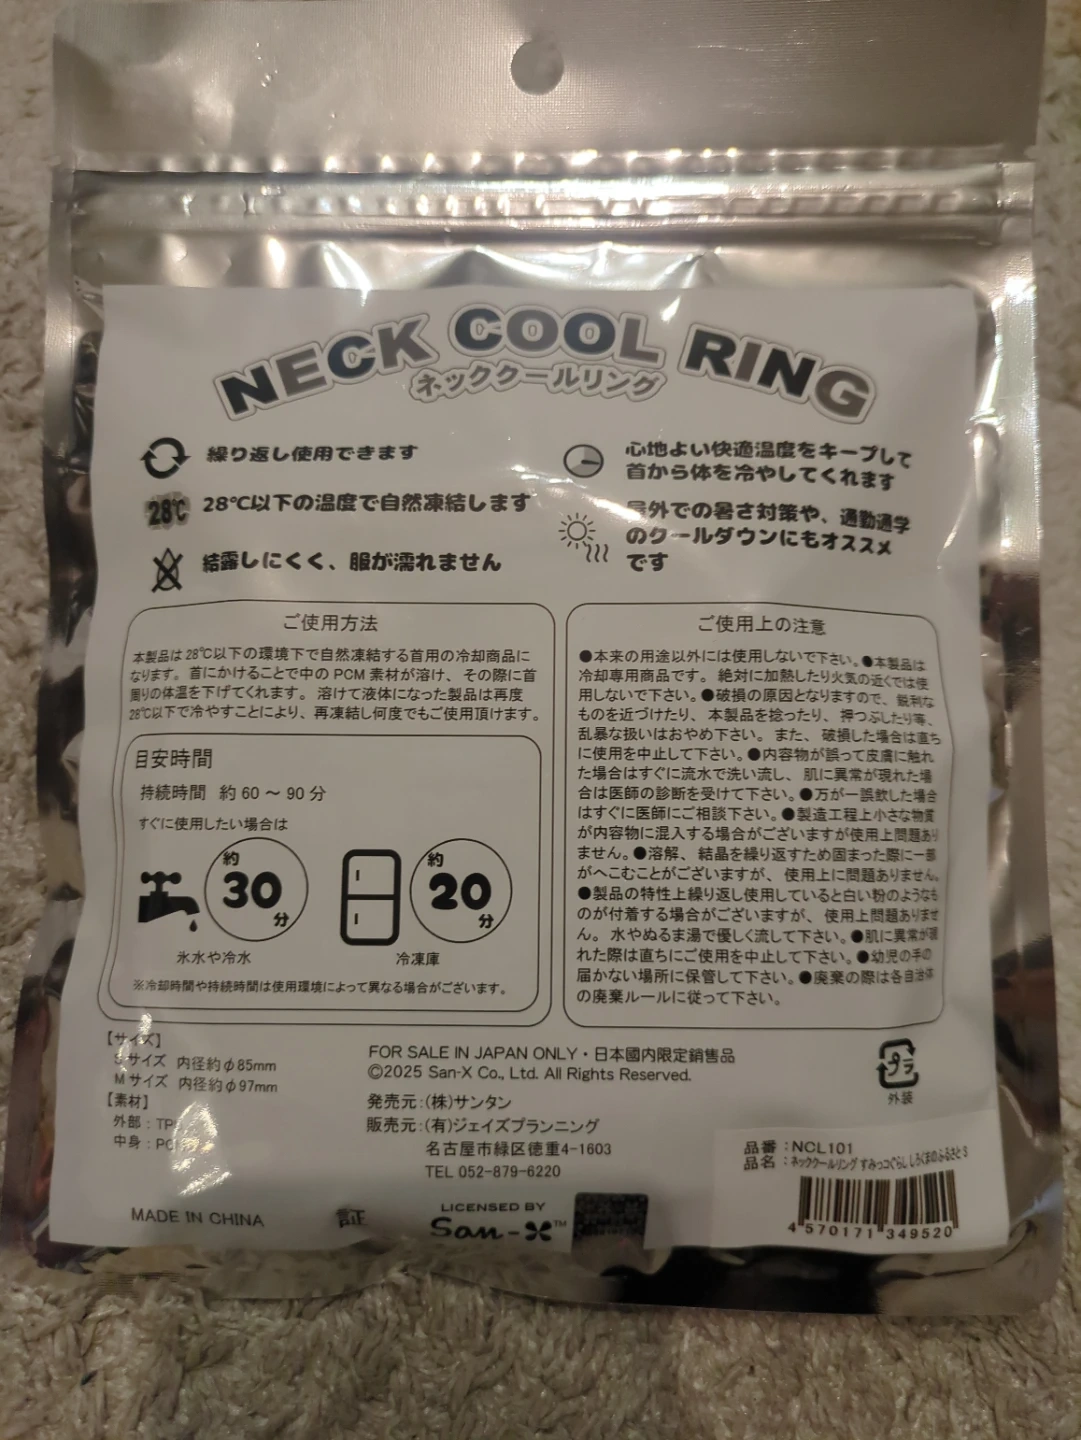 NECK COOL RING
ネッククールリング
繰り返し使用できます
28℃
28℃以下の温度で自然凍結します
結露しにくく、服が濡れません
心地よい快適温度をキープして
首から体を冷やしてくれます
屋外での暑さ対策や、通勤通学
のクールダウンにもオススメ
です
ご使用方法
本製品は28℃以下の環境下で自然凍結する首用の冷却商品に
なります。首にかけることで中のPCM素材が溶け、その際に首
周りの体温を下げてくれます。溶けて液体になった製品は再度
28℃以下で冷やすことにより、再凍結し何度でもご使用頂けます。
目安時間
持続時間 約60〜90分
すぐに使用したい場合は
約
30
分
氷水や冷水
約
20
分
冷凍庫
※冷却時間や持続時間は使用環境によって異なる場合がございます。
ご使用上の注意
●本来の用途以外には使用しないで下さい。●本製品は
冷却専用商品です。絶対に加熱したり火気の近くでは使
用しないで下さい。●破損の原因となりますので、鋭利な
ものを近づけたり、本製品を捻ったり、押つぶしたり等、
乱暴な扱いはおやめ下さい。また、破損した場合は直ち
に使用を中止して下さい。●内容物が誤って皮膚に触れ
た場合はすぐに流水で洗い流し、肌に異常が現れた場
合は医師の診断を受けて下さい。●万が一誤飲した場合
はすぐに医師にご相談下さい。●製造工程上小さな物質
が内容物に混入する場合がございますが使用上問題あり
ません。●溶解、結晶を繰り返すため固まった際に一部
がへこむことがございますが、使用上に問題ありません。
●製品の特性上繰り返し使用していると白い粉のようなも
のが付着する場合がございますが、使用上問題ありませ
ん。水やぬるま湯で優しく流して下さい。●肌に異常が現
れた際は直ちにご使用を中止して下さい。●幼児の手の
届かない場所に保管して下さい。●廃棄の際は各自治体
の廃棄ルールに従って下さい。
【サイズ】
Sサイズ 内径約φ85mm
Mサイズ 内径約φ97mm
【素材】
外部：TP
中身：PC
FOR SALE IN JAPAN ONLY・日本國内限定銷售品
©2025 San-X Co., Ltd. All Rights Reserved.
発売元：(株)サンタン
販売元：(有)ジェイズプランニング
名古屋市緑区徳重4-1603
TEL 052-879-6220
プラ
外装
品番：NCL101
品名：ネッククールリング すみっコぐらし しろくまのふるさと S
4 570171 349520
MADE IN CHINA
証
LICENSED BY
San-X™